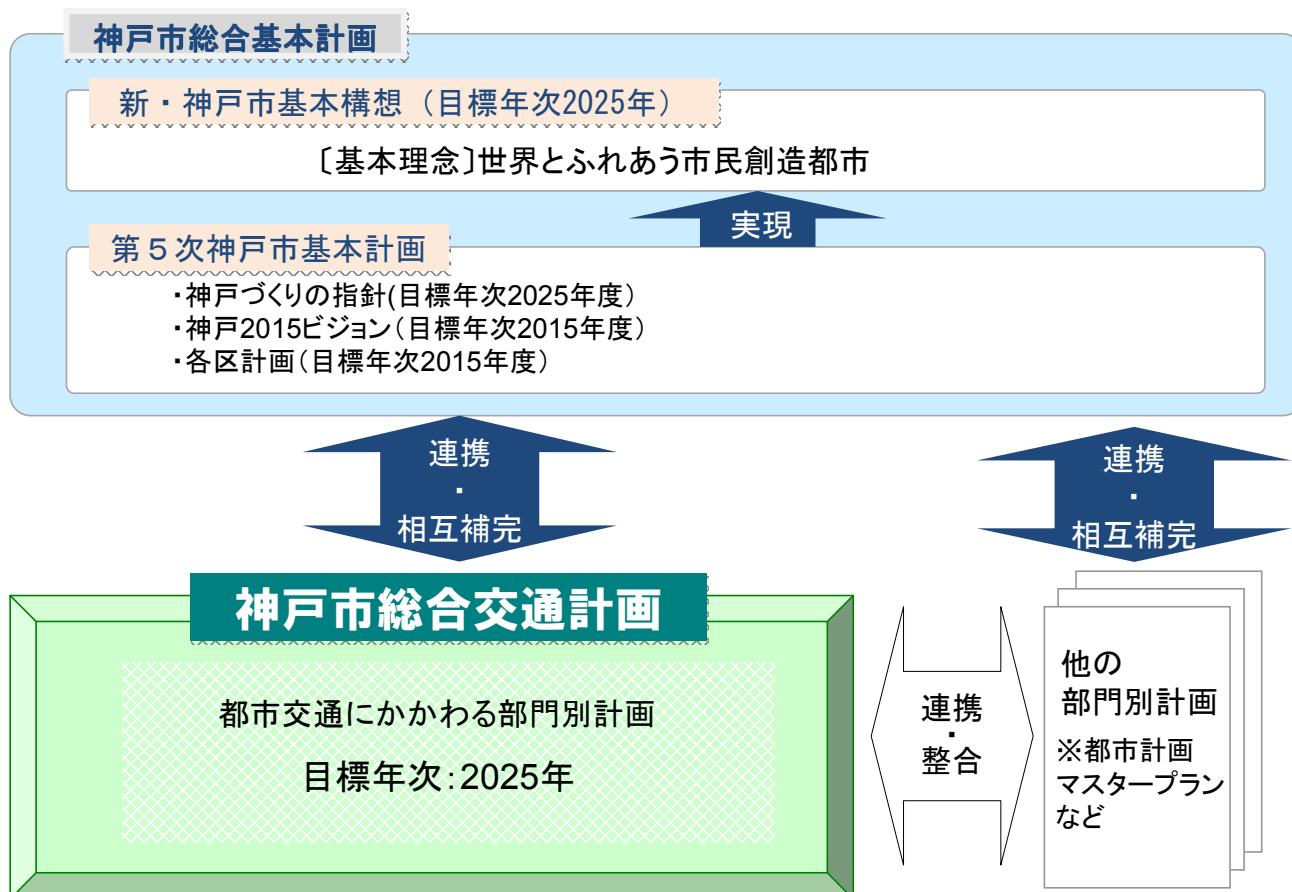 神戸市総合基本計画
新・神戸市基本構想（目標年次2025年）
〔基本理念〕世界とふれあう市民創造都市
実現
第５次神戸市基本計画
・神戸づくりの指針(目標年次2025年度）
・神戸2015ビジョン（目標年次2015年度）
・各区計画（目標年次2015年度）
連携
・
相互補完
連携
・
相互補完
神戸市総合交通計画
都市交通にかかわる部門別計画
目標年次：2025年
連携
・
整合
他の
部門別計画
※都市計画
マスタープラン
など